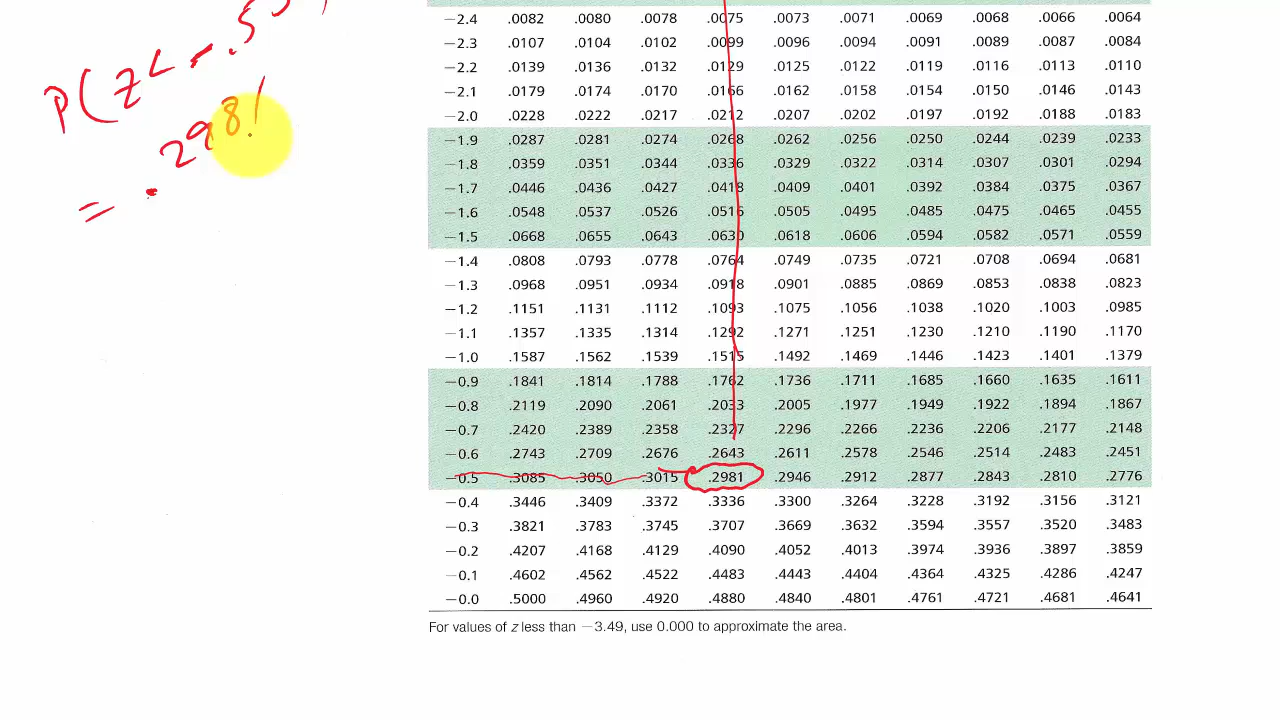 P(Z<-.53)
= .2981
−2.4 .0082 .0080 .0078 .0075 .0073 .0071 .0069 .0068 .0066 .0064
−2.3 .0107 .0104 .0102 .0099 .0096 .0094 .0091 .0089 .0087 .0084
−2.2 .0139 .0136 .0132 .0129 .0125 .0122 .0119 .0116 .0113 .0110
−2.1 .0179 .0174 .0170 .0166 .0162 .0158 .0154 .0150 .0146 .0143
−2.0 .0228 .0222 .0217 .0212 .0207 .0202 .0197 .0192 .0188 .0183
−1.9 .0287 .0281 .0274 .0268 .0262 .0256 .0250 .0244 .0239 .0233
−1.8 .0359 .0351 .0344 .0336 .0329 .0322 .0314 .0307 .0301 .0294
−1.7 .0446 .0436 .0427 .0418 .0409 .0401 .0392 .0384 .0375 .0367
−1.6 .0548 .0537 .0526 .0516 .0505 .0495 .0485 .0475 .0465 .0455
−1.5 .0668 .0655 .0643 .0630 .0618 .0606 .0594 .0582 .0571 .0559
−1.4 .0808 .0793 .0778 .0764 .0749 .0735 .0721 .0708 .0694 .0681
−1.3 .0968 .0951 .0934 .0918 .0901 .0885 .0869 .0853 .0838 .0823
−1.2 .1151 .1131 .1112 .1093 .1075 .1056 .1038 .1020 .1003 .0985
−1.1 .1357 .1335 .1314 .1292 .1271 .1251 .1230 .1210 .1190 .1170
−1.0 .1587 .1562 .1539 .1515 .1492 .1469 .1446 .1423 .1401 .1379
−0.9 .1841 .1814 .1788 .1762 .1736 .1711 .1685 .1660 .1635 .1611
−0.8 .2119 .2090 .2061 .2033 .2005 .1977 .1949 .1922 .1894 .1867
−0.7 .2420 .2389 .2358 .2327 .2296 .2266 .2236 .2206 .2177 .2148
−0.6 .2743 .2709 .2676 .2643 .2611 .2578 .2546 .2514 .2483 .2451
−0.5 .3085 .3050 .3015 .2981 .2946 .2912 .2877 .2843 .2810 .2776
−0.4 .3446 .3409 .3372 .3336 .3300 .3264 .3228 .3192 .3156 .3121
−0.3 .3821 .3783 .3745 .3707 .3669 .3632 .3594 .3557 .3520 .3483
−0.2 .4207 .4168 .4129 .4090 .4052 .4013 .3974 .3936 .3897 .3859
−0.1 .4602 .4562 .4522 .4483 .4443 .4404 .4364 .4325 .4286 .4247
−0.0 .5000 .4960 .4920 .4880 .4840 .4801 .4761 .4721 .4681 .4641
For values of z less than −3.49, use 0.000 to approximate the area.